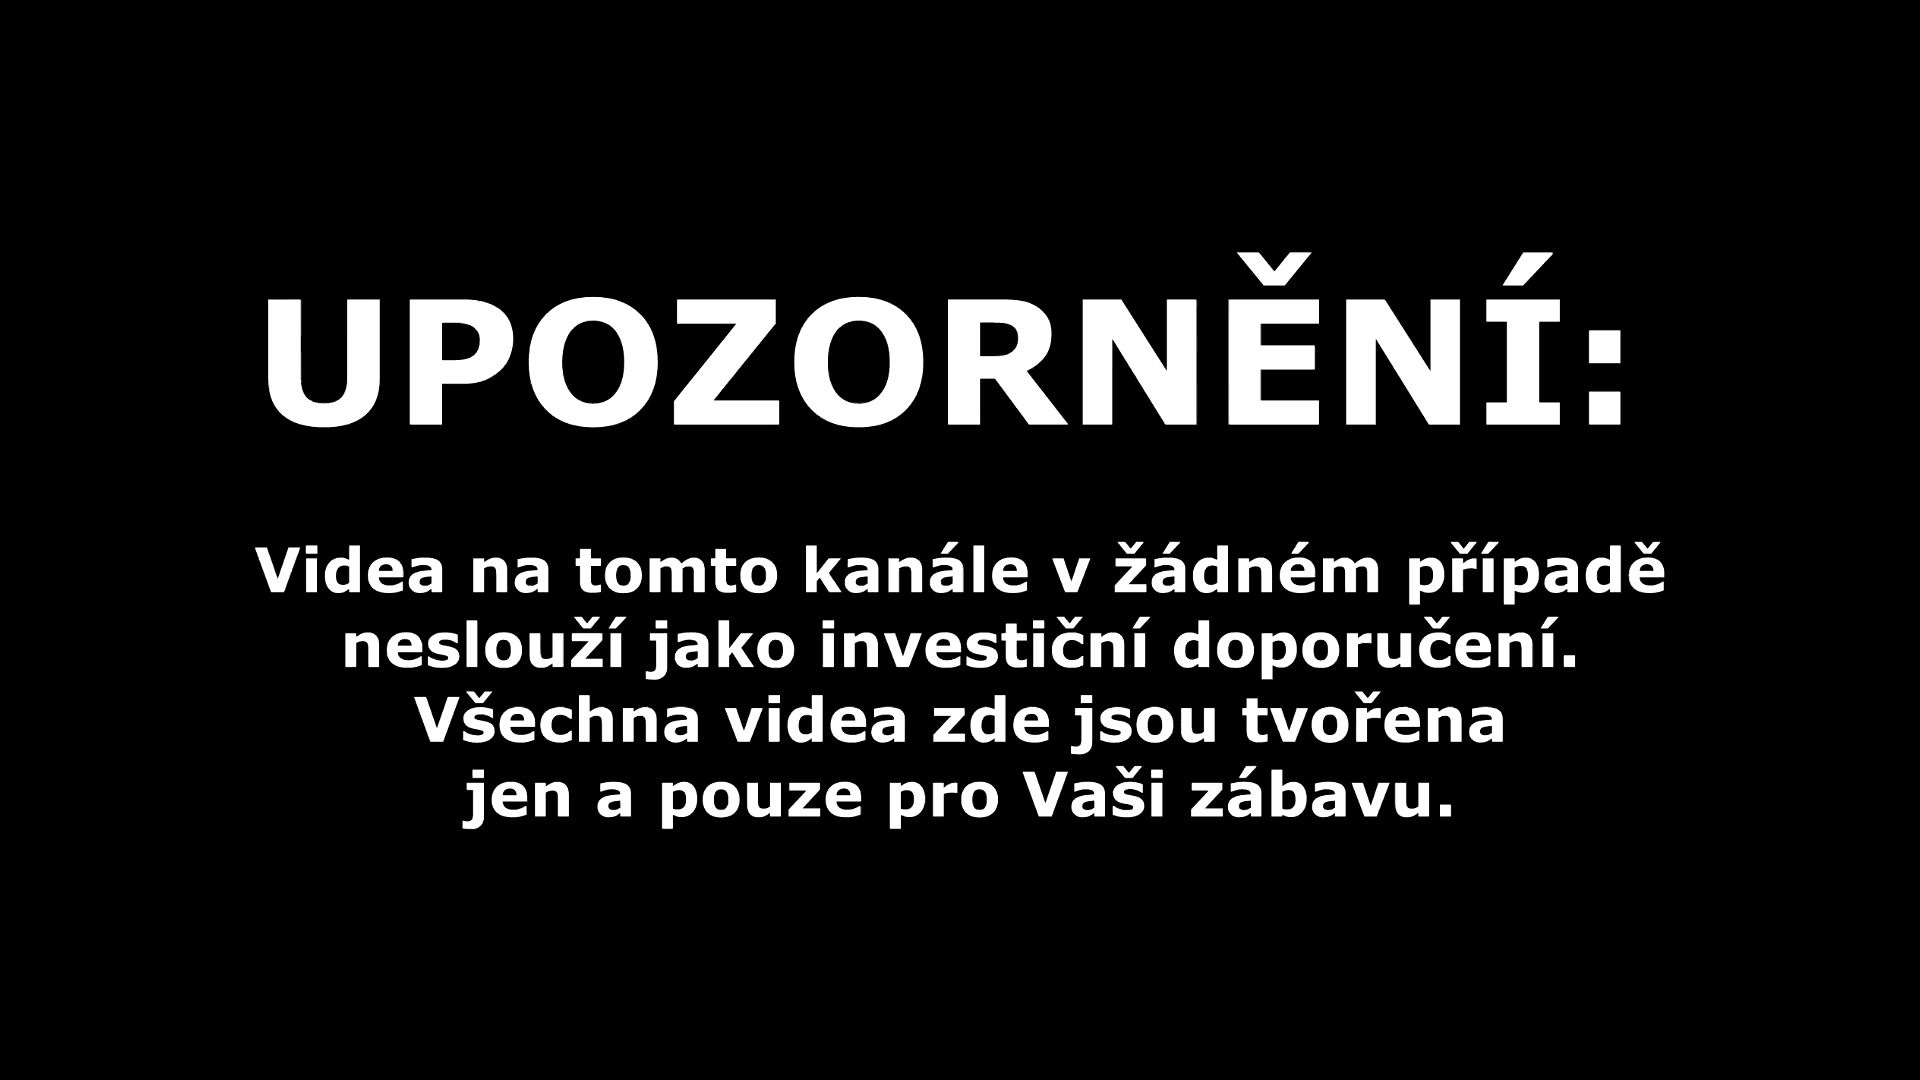 UPOZORNĚNÍ:
Videa na tomto kanále v žádném případě
neslouží jako investiční doporučení.
Všechna videa zde jsou tvořena
jen a pouze pro Vaši zábavu.